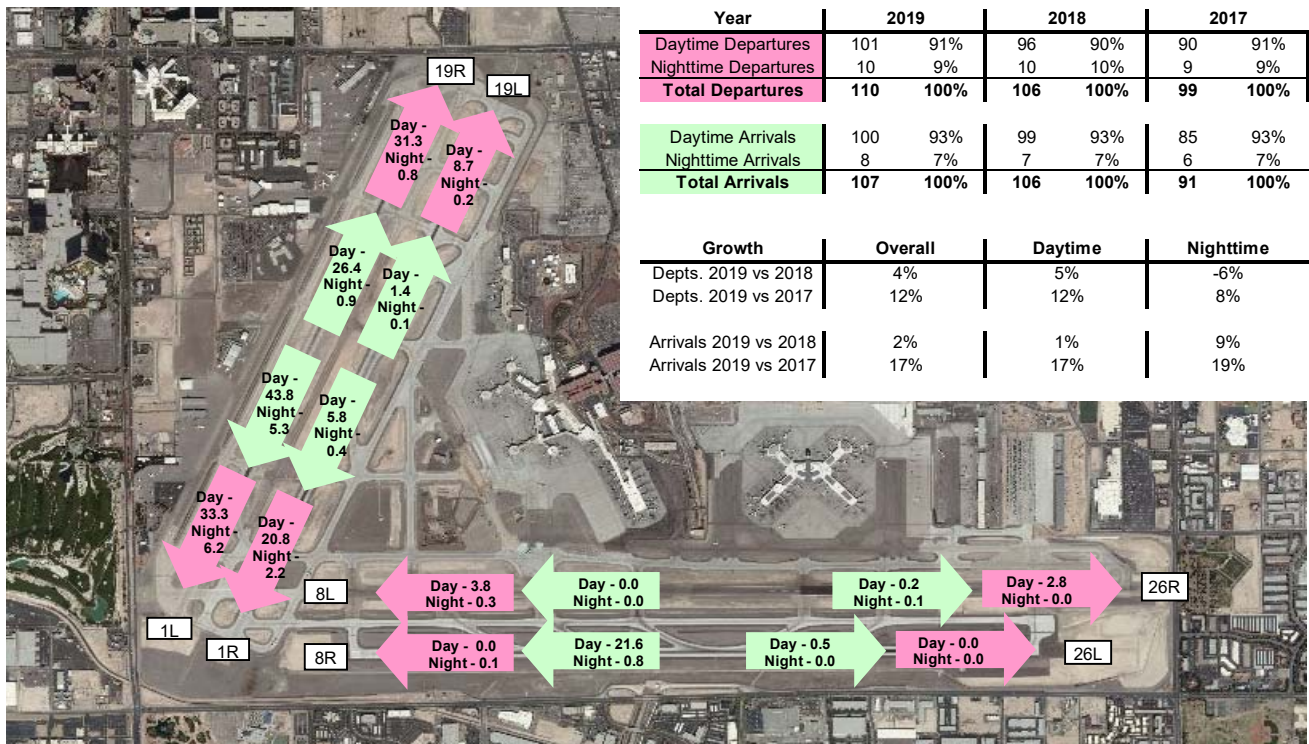 Year 2019 2018 2017
Daytime Departures 101 91% 96 90% 90 91%
Nighttime Departures 10 9% 10 10% 9 9%
Total Departures 110 100% 106 100% 99 100%
Daytime Arrivals 100 93% 99 93% 85 93%
Nighttime Arrivals 8 7% 7 7% 6 7%
Total Arrivals 107 100% 106 100% 91 100%
Growth Overall Daytime Nighttime
Depts. 2019 vs 2018 4% 5% -6%
Depts. 2019 vs 2017 12% 12% 8%
Arrivals 2019 vs 2018 2% 1% 9%
Arrivals 2019 vs 2017 17% 17% 19%
19R
19L
Day -
31.3
Night -
0.8
Day -
8.7
Night -
0.2
Day -
26.4
Night -
0.9
Day -
1.4
Night -
0.1
Day -
43.8
Night -
5.3
Day -
5.8
Night -
0.4
Day -
33.3
Night -
6.2
Day -
20.8
Night -
2.2
8L
Day - 3.8
Night - 0.3
Day - 0.0
Night - 0.0
Day - 0.2
Night - 0.1
Day - 2.8
Night - 0.0
26R
1L
1R
8R
Day - 0.0
Night - 0.1
Day - 21.6
Night - 0.8
Day - 0.5
Night - 0.0
Day - 0.0
Night - 0.0
26L